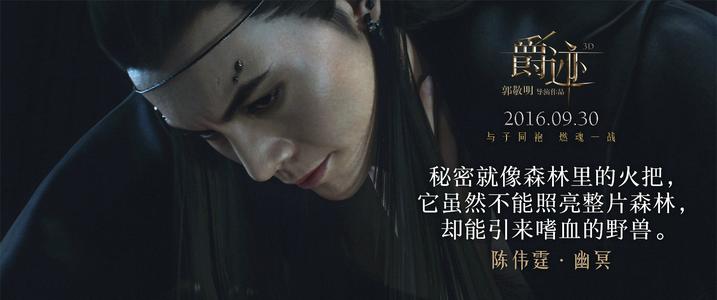 爵迹
3D
郭敬明 导演作品
2016.09.30
与子同袍 燃魂一战
秘密就像森林里的火把，
它虽然不能照亮整片森林，
却能引来嗜血的野兽。
陈伟霆·幽冥